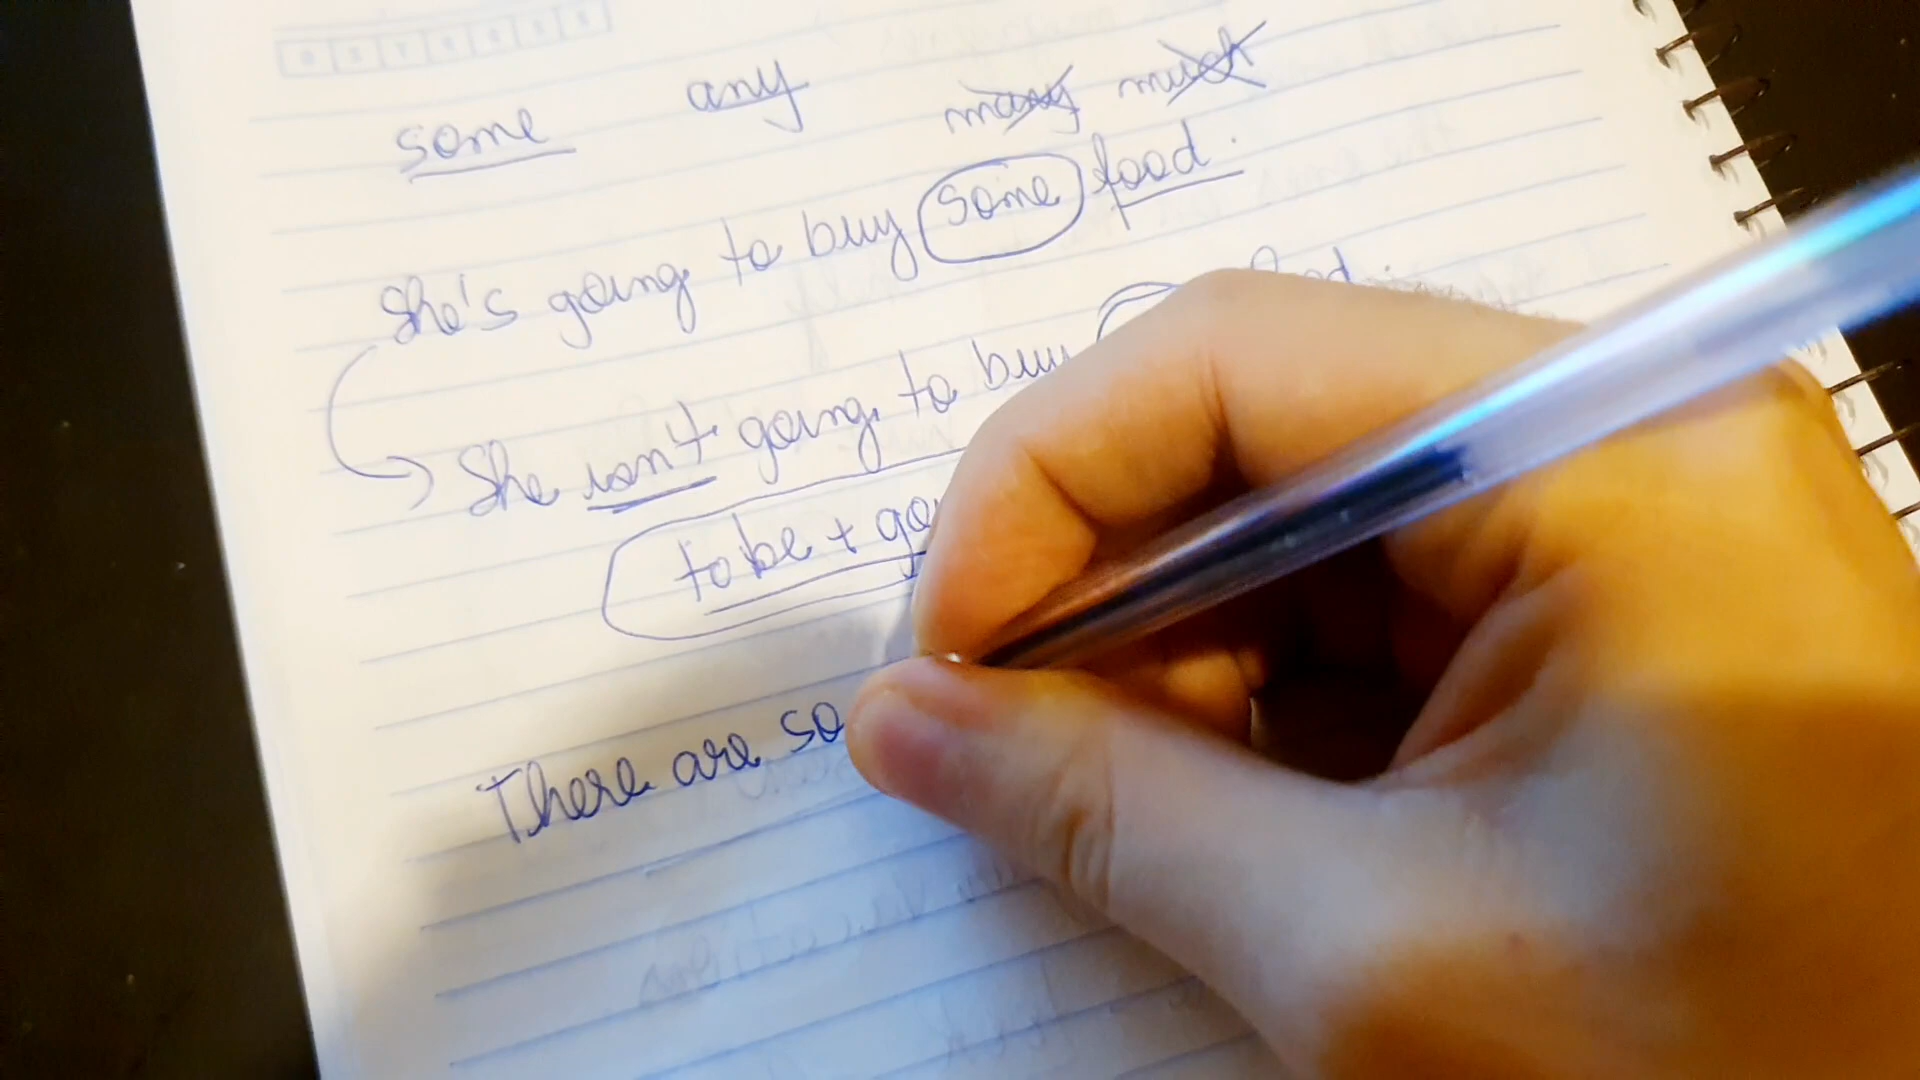 some any many much
She's going to buy some food.
She isn't going to buy food.
to be + go
There are so